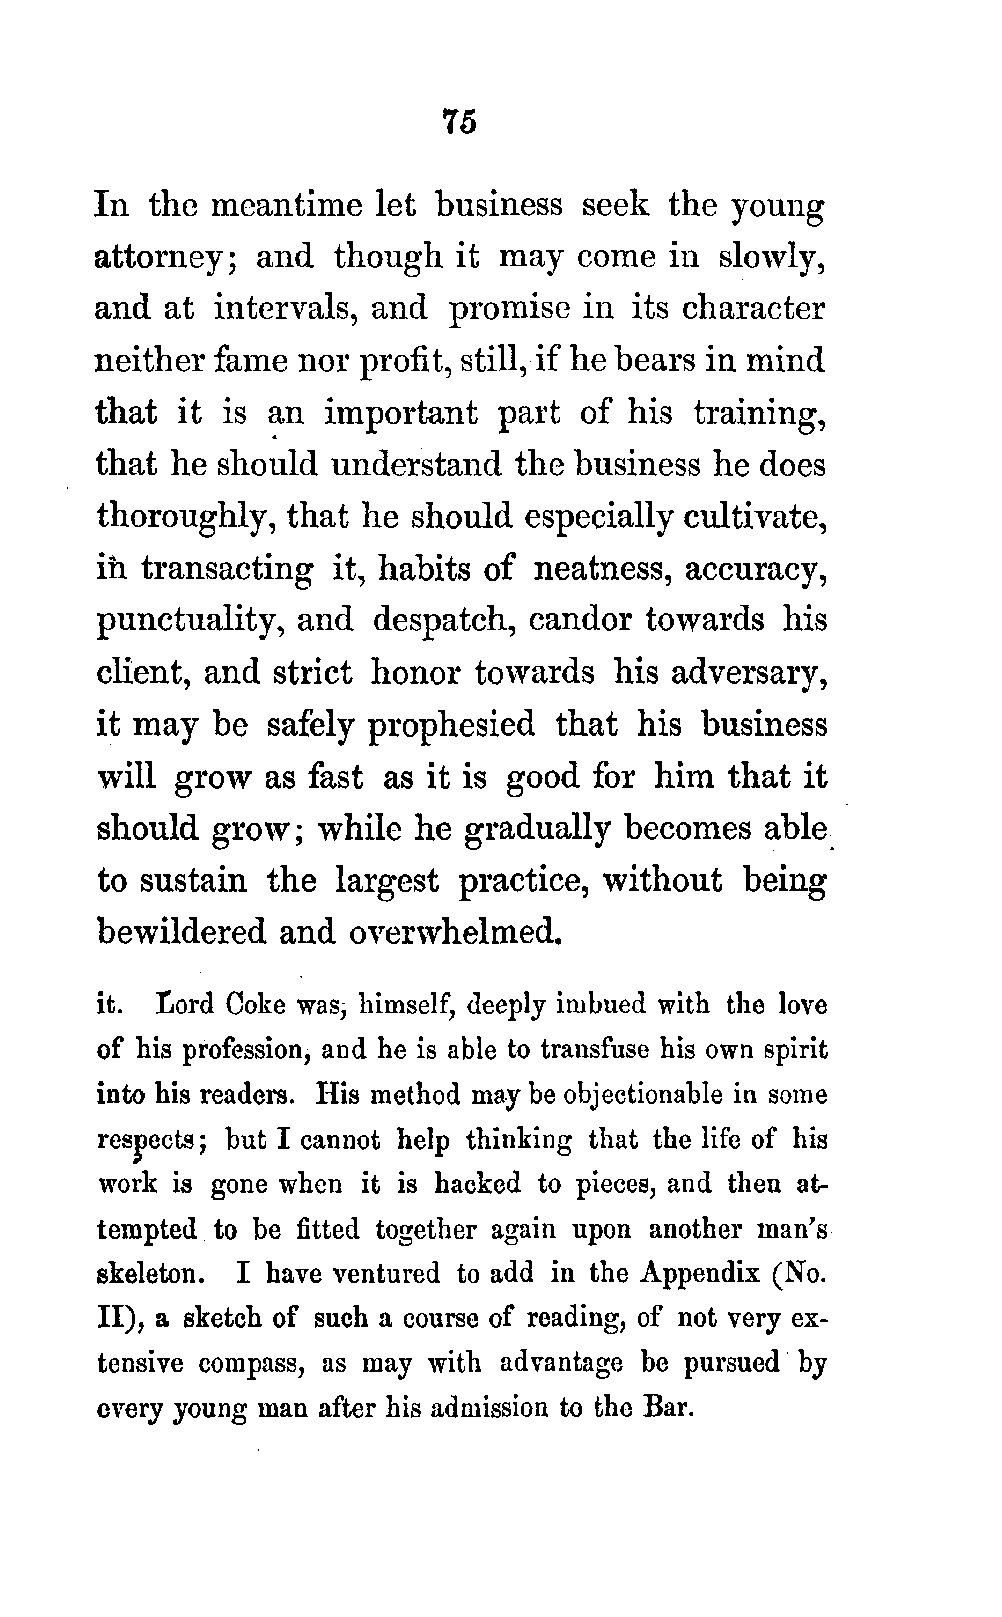 75
In the meantime let business seek the young
attorney; and though it may come in slowly,
and at intervals, and promise in its character
neither fame nor profit, still, if he bears in mind
that it is an important part of his training,
that he should understand the business he does
thoroughly, that he should especially cultivate,
in transacting it, habits of neatness, accuracy,
punctuality, and despatch, candor towards his
client, and strict honor towards his adversary,
it may be safely prophesied that his business
will grow as fast as it is good for him that it
should grow; while he gradually becomes able
to sustain the largest practice, without being
bewildered and overwhelmed.
it. Lord Coke was, himself, deeply imbued with the love
of his profession, and he is able to transfuse his own spirit
into his readers. His method may be objectionable in some
respects; but I cannot help thinking that the life of his
work is gone when it is hacked to pieces, and then at-
tempted to be fitted together again upon another man's
skeleton. I have ventured to add in the Appendix (No.
II), a sketch of such a course of reading, of not very ex-
tensive compass, as may with advantage be pursued by
every young man after his admission to the Bar.